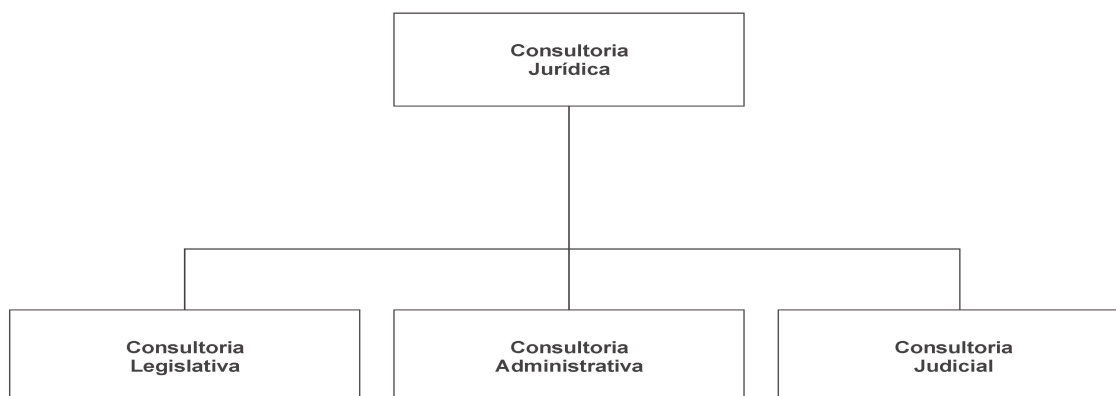 Consultoria
Jurídica
Consultoria
Legislativa
Consultoria
Administrativa
Consultoria
Judicial